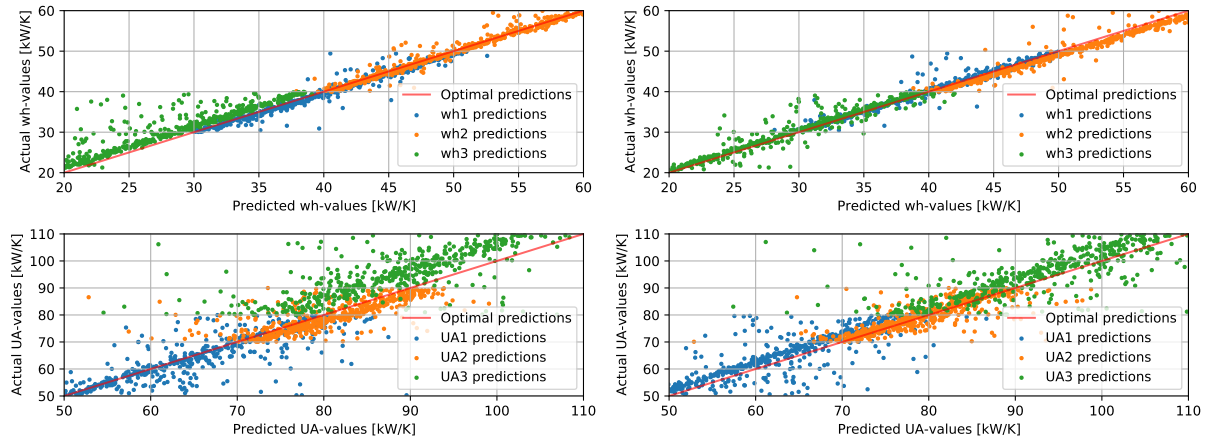 60
50
40
30
20
Actual wh-values [kW/K]
Optimal predictions
wh1 predictions
wh2 predictions
wh3 predictions
20 25 30 35 40 45 50 55 60
Predicted wh-values [kW/K]
60
50
40
30
20
Actual wh-values [kW/K]
Optimal predictions
wh1 predictions
wh2 predictions
wh3 predictions
20 25 30 35 40 45 50 55 60
Predicted wh-values [kW/K]
110
100
90
80
70
60
50
Actual UA-values [kW/K]
Optimal predictions
UA1 predictions
UA2 predictions
UA3 predictions
50 60 70 80 90 100 110
Predicted UA-values [kW/K]
110
100
90
80
70
60
50
Actual UA-values [kW/K]
Optimal predictions
UA1 predictions
UA2 predictions
UA3 predictions
50 60 70 80 90 100 110
Predicted UA-values [kW/K]